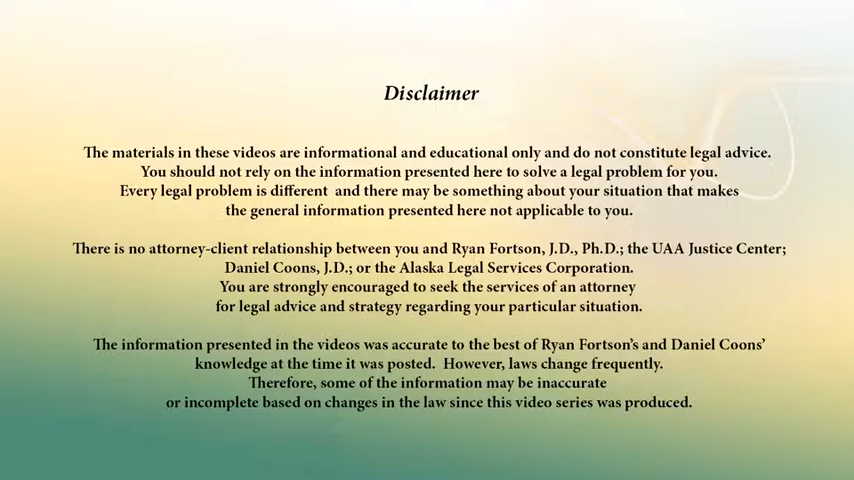 Disclaimer
The materials in these videos are informational and educational only and do not constitute legal advice.
You should not rely on the information presented here to solve a legal problem for you.
Every legal problem is different  and there may be something about your situation that makes
the general information presented here not applicable to you.
There is no attorney-client relationship between you and Ryan Fortson, J.D., Ph.D.; the UAA Justice Center;
Daniel Coons, J.D.; or the Alaska Legal Services Corporation.
You are strongly encouraged to seek the services of an attorney
for legal advice and strategy regarding your particular situation.
The information presented in the videos was accurate to the best of Ryan Fortson’s and Daniel Coons’
knowledge at the time it was posted.  However, laws change frequently.
Therefore, some of the information may be inaccurate
or incomplete based on changes in the law since this video series was produced.